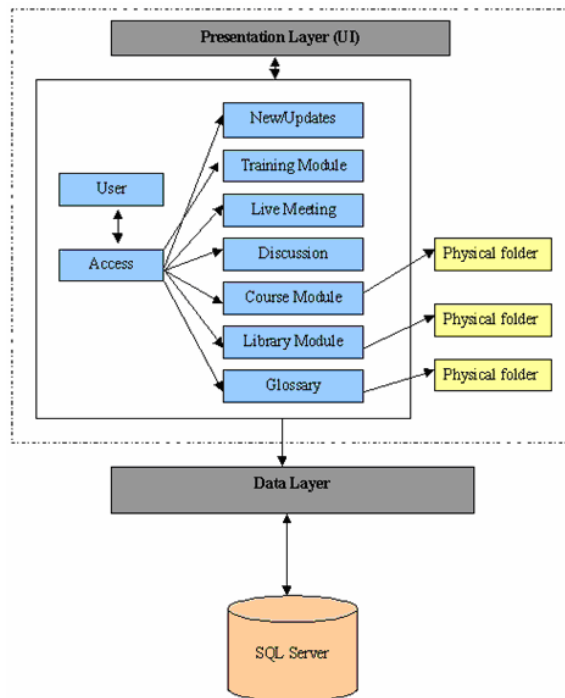 Presentation Layer (UI)
New/Updates
Training Module
User
Live Meeting
Access
Discussion
Physical folder
Course Module
Physical folder
Library Module
Physical folder
Glossary
Data Layer
SQL Server